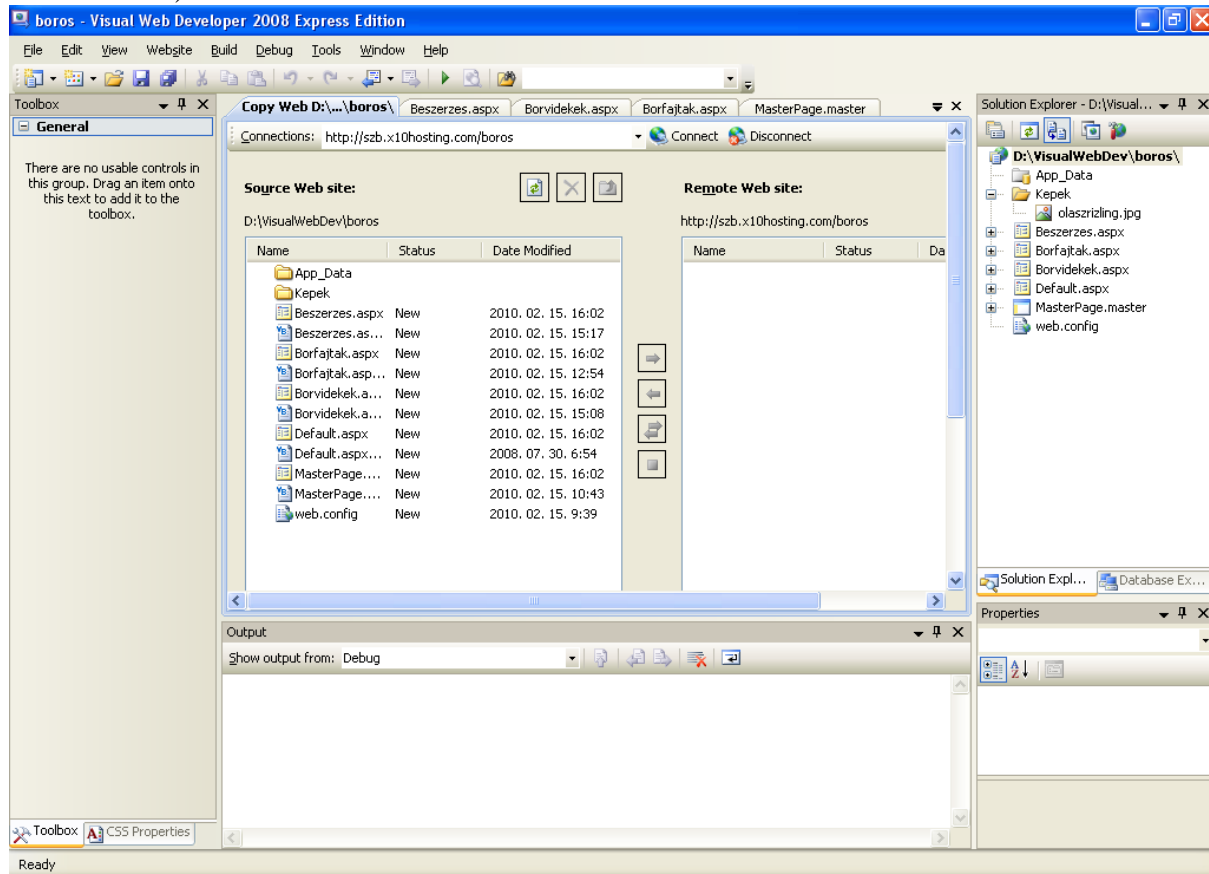 boros - Visual Web Developer 2008 Express Edition
File Edit View Website Build Debug Tools Window Help
Toolbox
General
There are no usable controls in
this group. Drag an item onto
this text to add it to the
toolbox.
Toolbox CSS Properties
Copy Web D:\...\boros\ Beszerzes.aspx Borvidekek.aspx Borfajtak.aspx MasterPage.master
Connections: http://szb.x10hosting.com/boros Connect Disconnect
Source Web site:
D:\VisualWebDev\boros
Name Status Date Modified
App_Data
Kepek
Beszerzes.aspx New 2010. 02. 15. 16:02
Beszerzes.as... New 2010. 02. 15. 15:17
Borfajtak.aspx New 2010. 02. 15. 16:02
Borfajtak.asp... New 2010. 02. 15. 12:54
Borvidekek.a... New 2010. 02. 15. 16:02
Borvidekek.a... New 2010. 02. 15. 15:08
Default.aspx New 2010. 02. 15. 16:02
Default.aspx... New 2008. 07. 30. 6:54
MasterPage.... New 2010. 02. 15. 16:02
MasterPage.... New 2010. 02. 15. 10:43
web.config New 2010. 02. 15. 9:39
Remote Web site:
http://szb.x10hosting.com/boros
Name Status Da
Output
Show output from: Debug
Solution Explorer - D:\Visual...
D:\VisualWebDev\boros\
App_Data
Kepek
olaszrizling.jpg
Beszerzes.aspx
Borfajtak.aspx
Borvidekek.aspx
Default.aspx
MasterPage.master
web.config
Solution Expl... Database Ex...
Properties
Ready